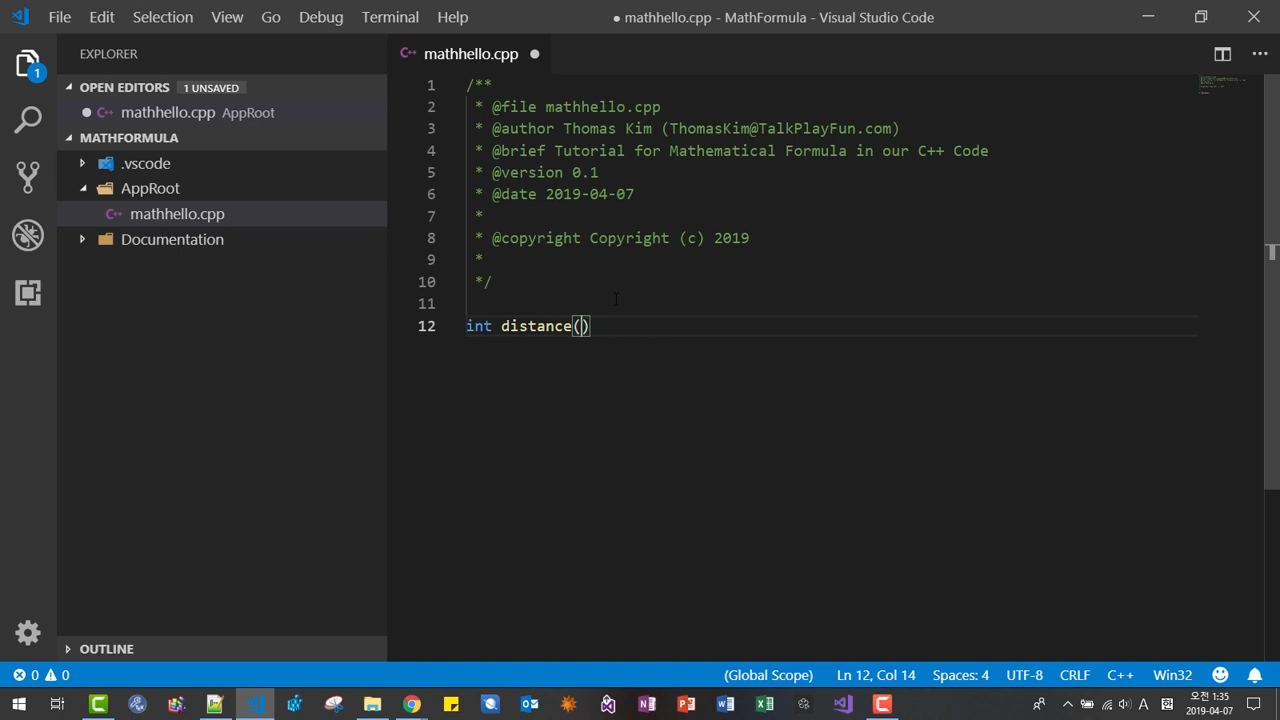 File Edit Selection View Go Debug Terminal Help
● mathhello.cpp - MathFormula - Visual Studio Code
EXPLORER
mathhello.cpp
OPEN EDITORS 1 UNSAVED
mathhello.cpp AppRoot
MATHFORMULA
.vscode
AppRoot
mathhello.cpp
Documentation
OUTLINE
1
1 /**
2 * @file mathhello.cpp
3 * @author Thomas Kim (ThomasKim@TalkPlayFun.com)
4 * @brief Tutorial for Mathematical Formula in our C++ Code
5 * @version 0.1
6 * @date 2019-04-07
7 *
8 * @copyright Copyright (c) 2019
9 *
10 */
11
12 int distance()
0 0 (Global Scope) Ln 12, Col 14 Spaces: 4 UTF-8 CRLF C++ Win32
A 오전 1:35
2019-04-07